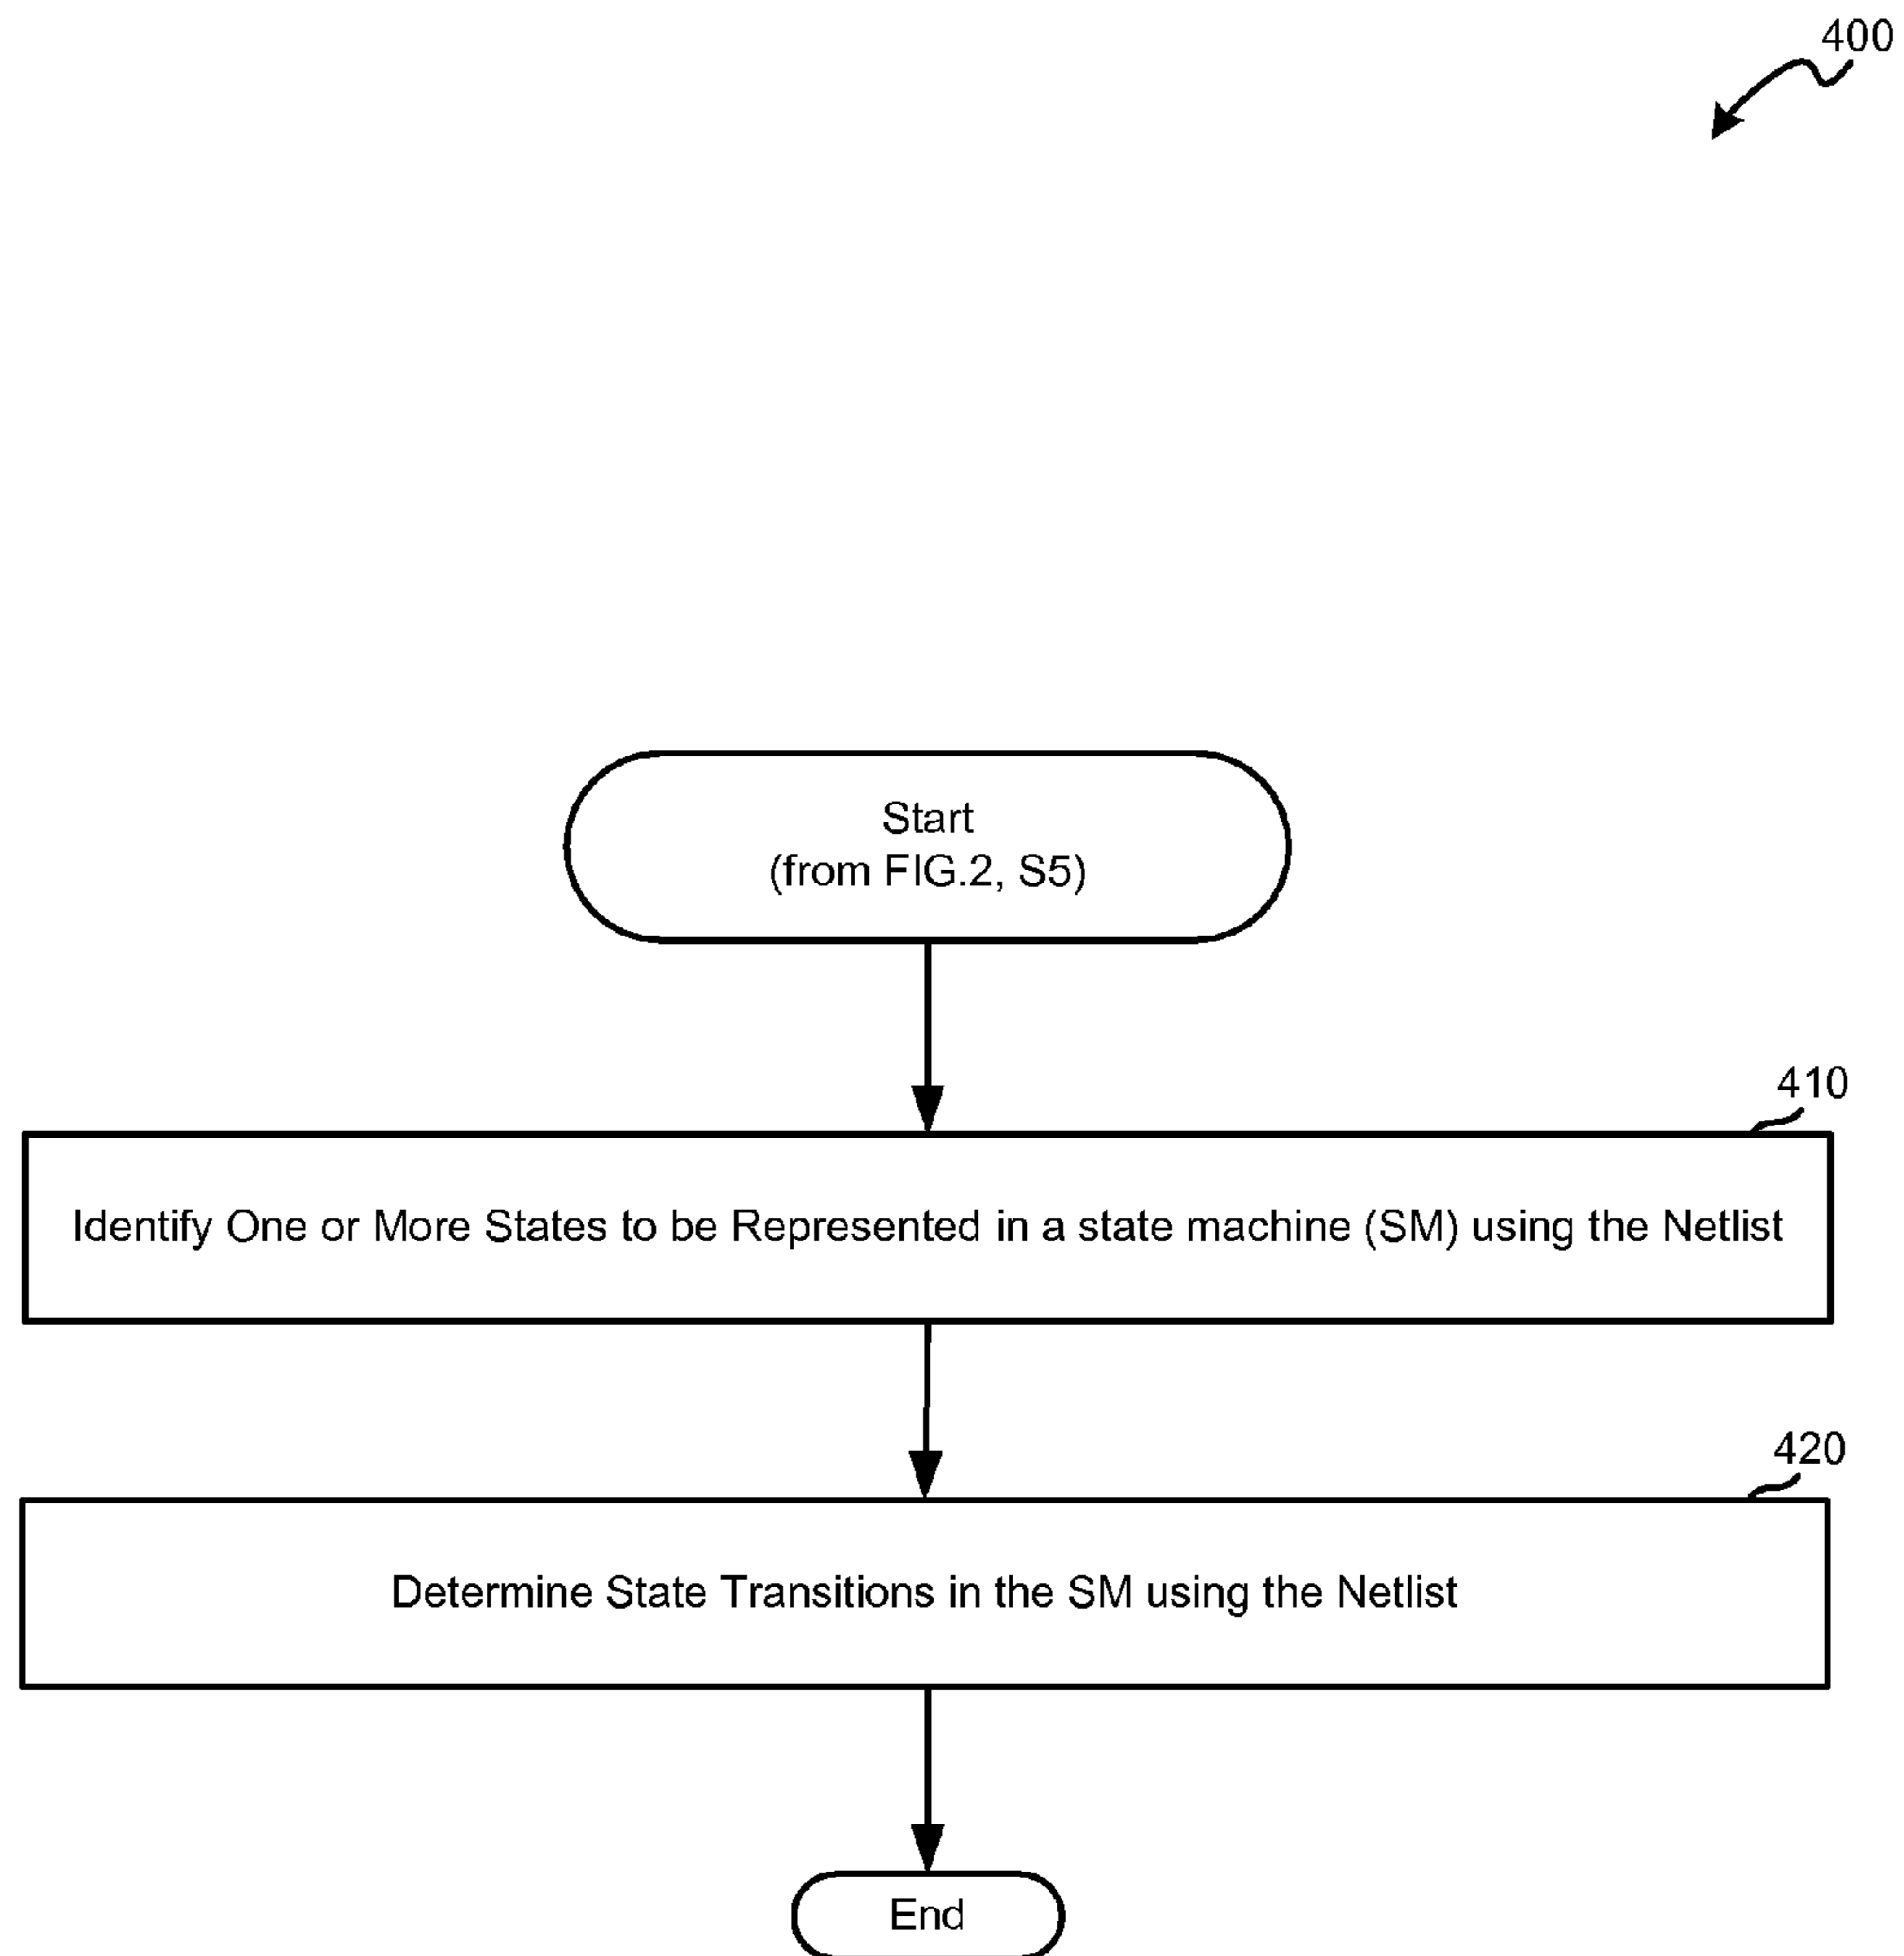 400
Start
(from FIG.2, S5)
410
Identify One or More States to be Represented in a state machine (SM) using the Netlist
420
Determine State Transitions in the SM using the Netlist
End